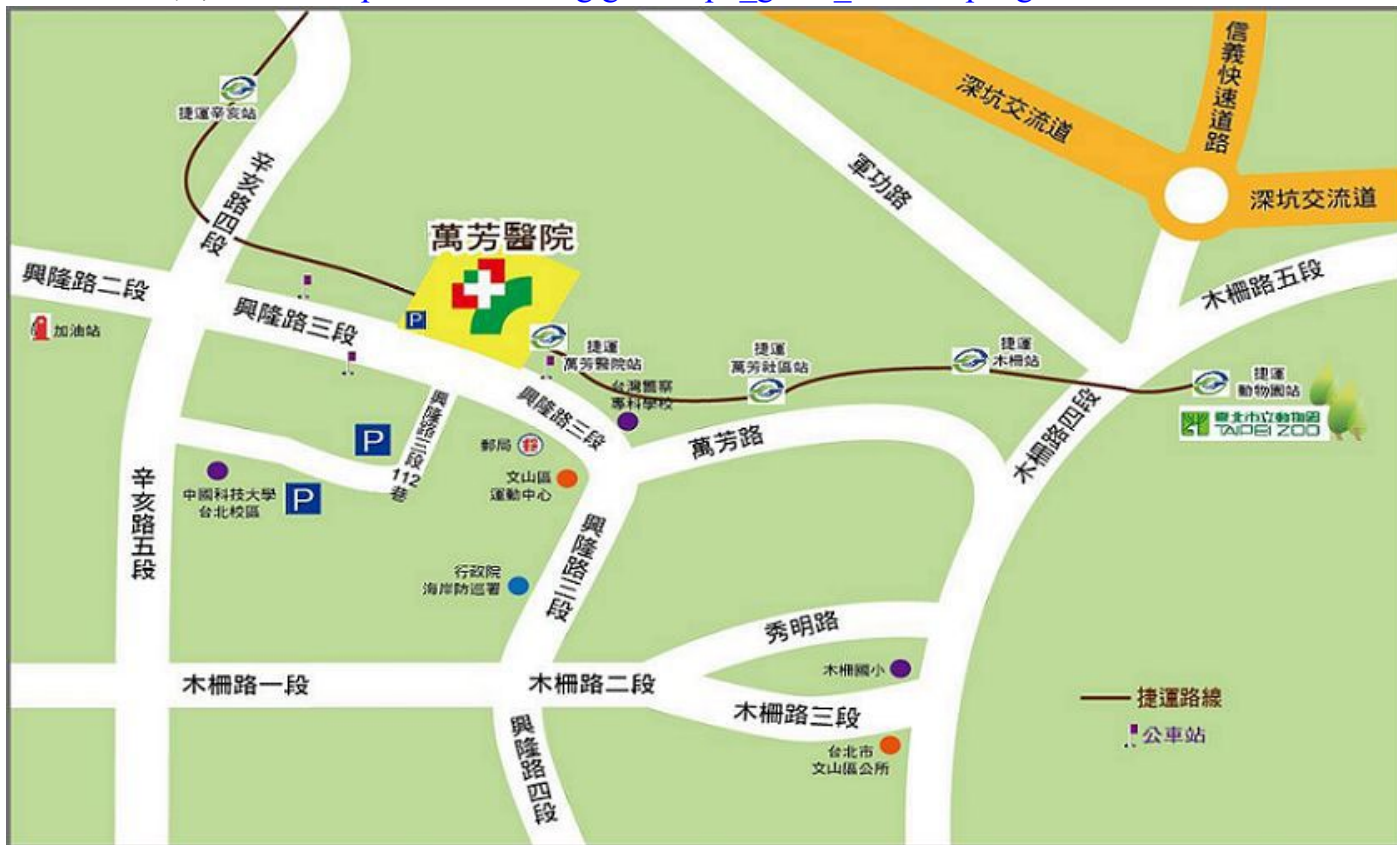 信義快速道路
深坑交流道
捷運辛亥站
軍功路
辛亥路四段
深坑交流道
萬芳醫院
木柵路五段
興隆路二段
P
加油站
興隆路三段
捷運
萬芳醫院站
捷運
萬芳社區站
捷運
木柵站
捷運
動物園站
臺北市立動物園
TAIPEI ZOO
台灣警察
專科學校
興隆路三段
興隆路三段112巷
P
郵局
萬芳路
木柵路四段
文山區
運動中心
中國科技大學
台北校區
P
辛亥路五段
興隆路三段
行政院
海岸防巡署
秀明路
木柵國小
木柵路一段
木柵路二段
木柵路三段
捷運路線
公車站
興隆路四段
台北市
文山區公所